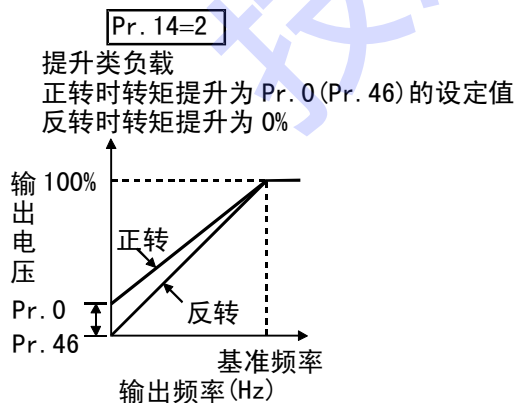 Pr.14=2
提升类负载
正转时转矩提升为 Pr.0(Pr.46)的设定值
反转时转矩提升为 0%
输出电压
100%
正转
反转
Pr.0
Pr.46
基准频率
输出频率(Hz)